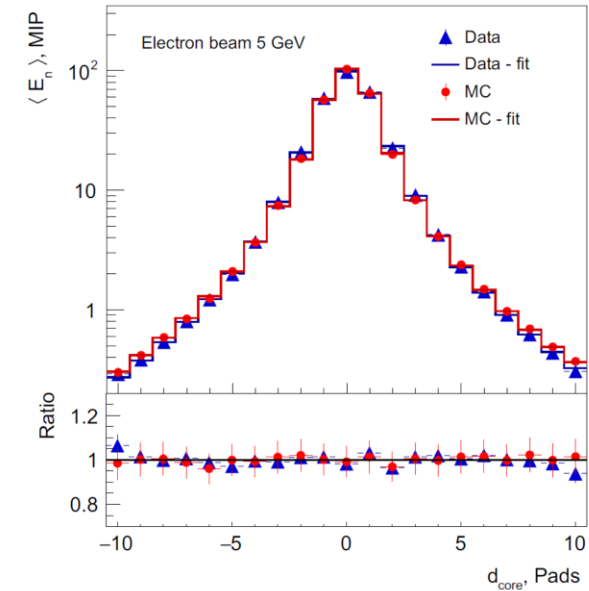 ⟨ E_n ⟩, MIP
Electron beam 5 GeV
Data
Data - fit
MC
MC - fit
10²
10
1
Ratio
1.2
1
0.8
−10 −5 0 5 10
d_core, Pads